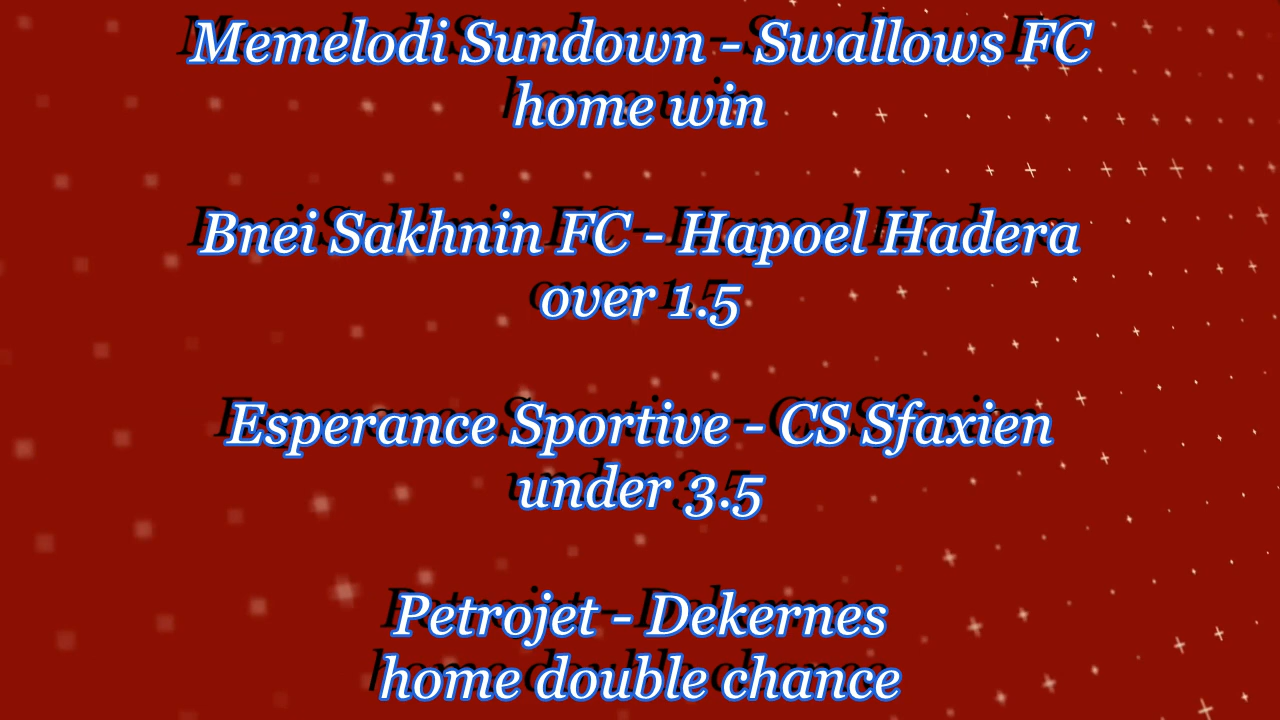 Memelodi Sundown - Swallows FC
home win
Bnei Sakhnin FC - Hapoel Hadera
over 1.5
Esperance Sportive - CS Sfaxien
under 3.5
Petrojet - Dekernes
home double chance